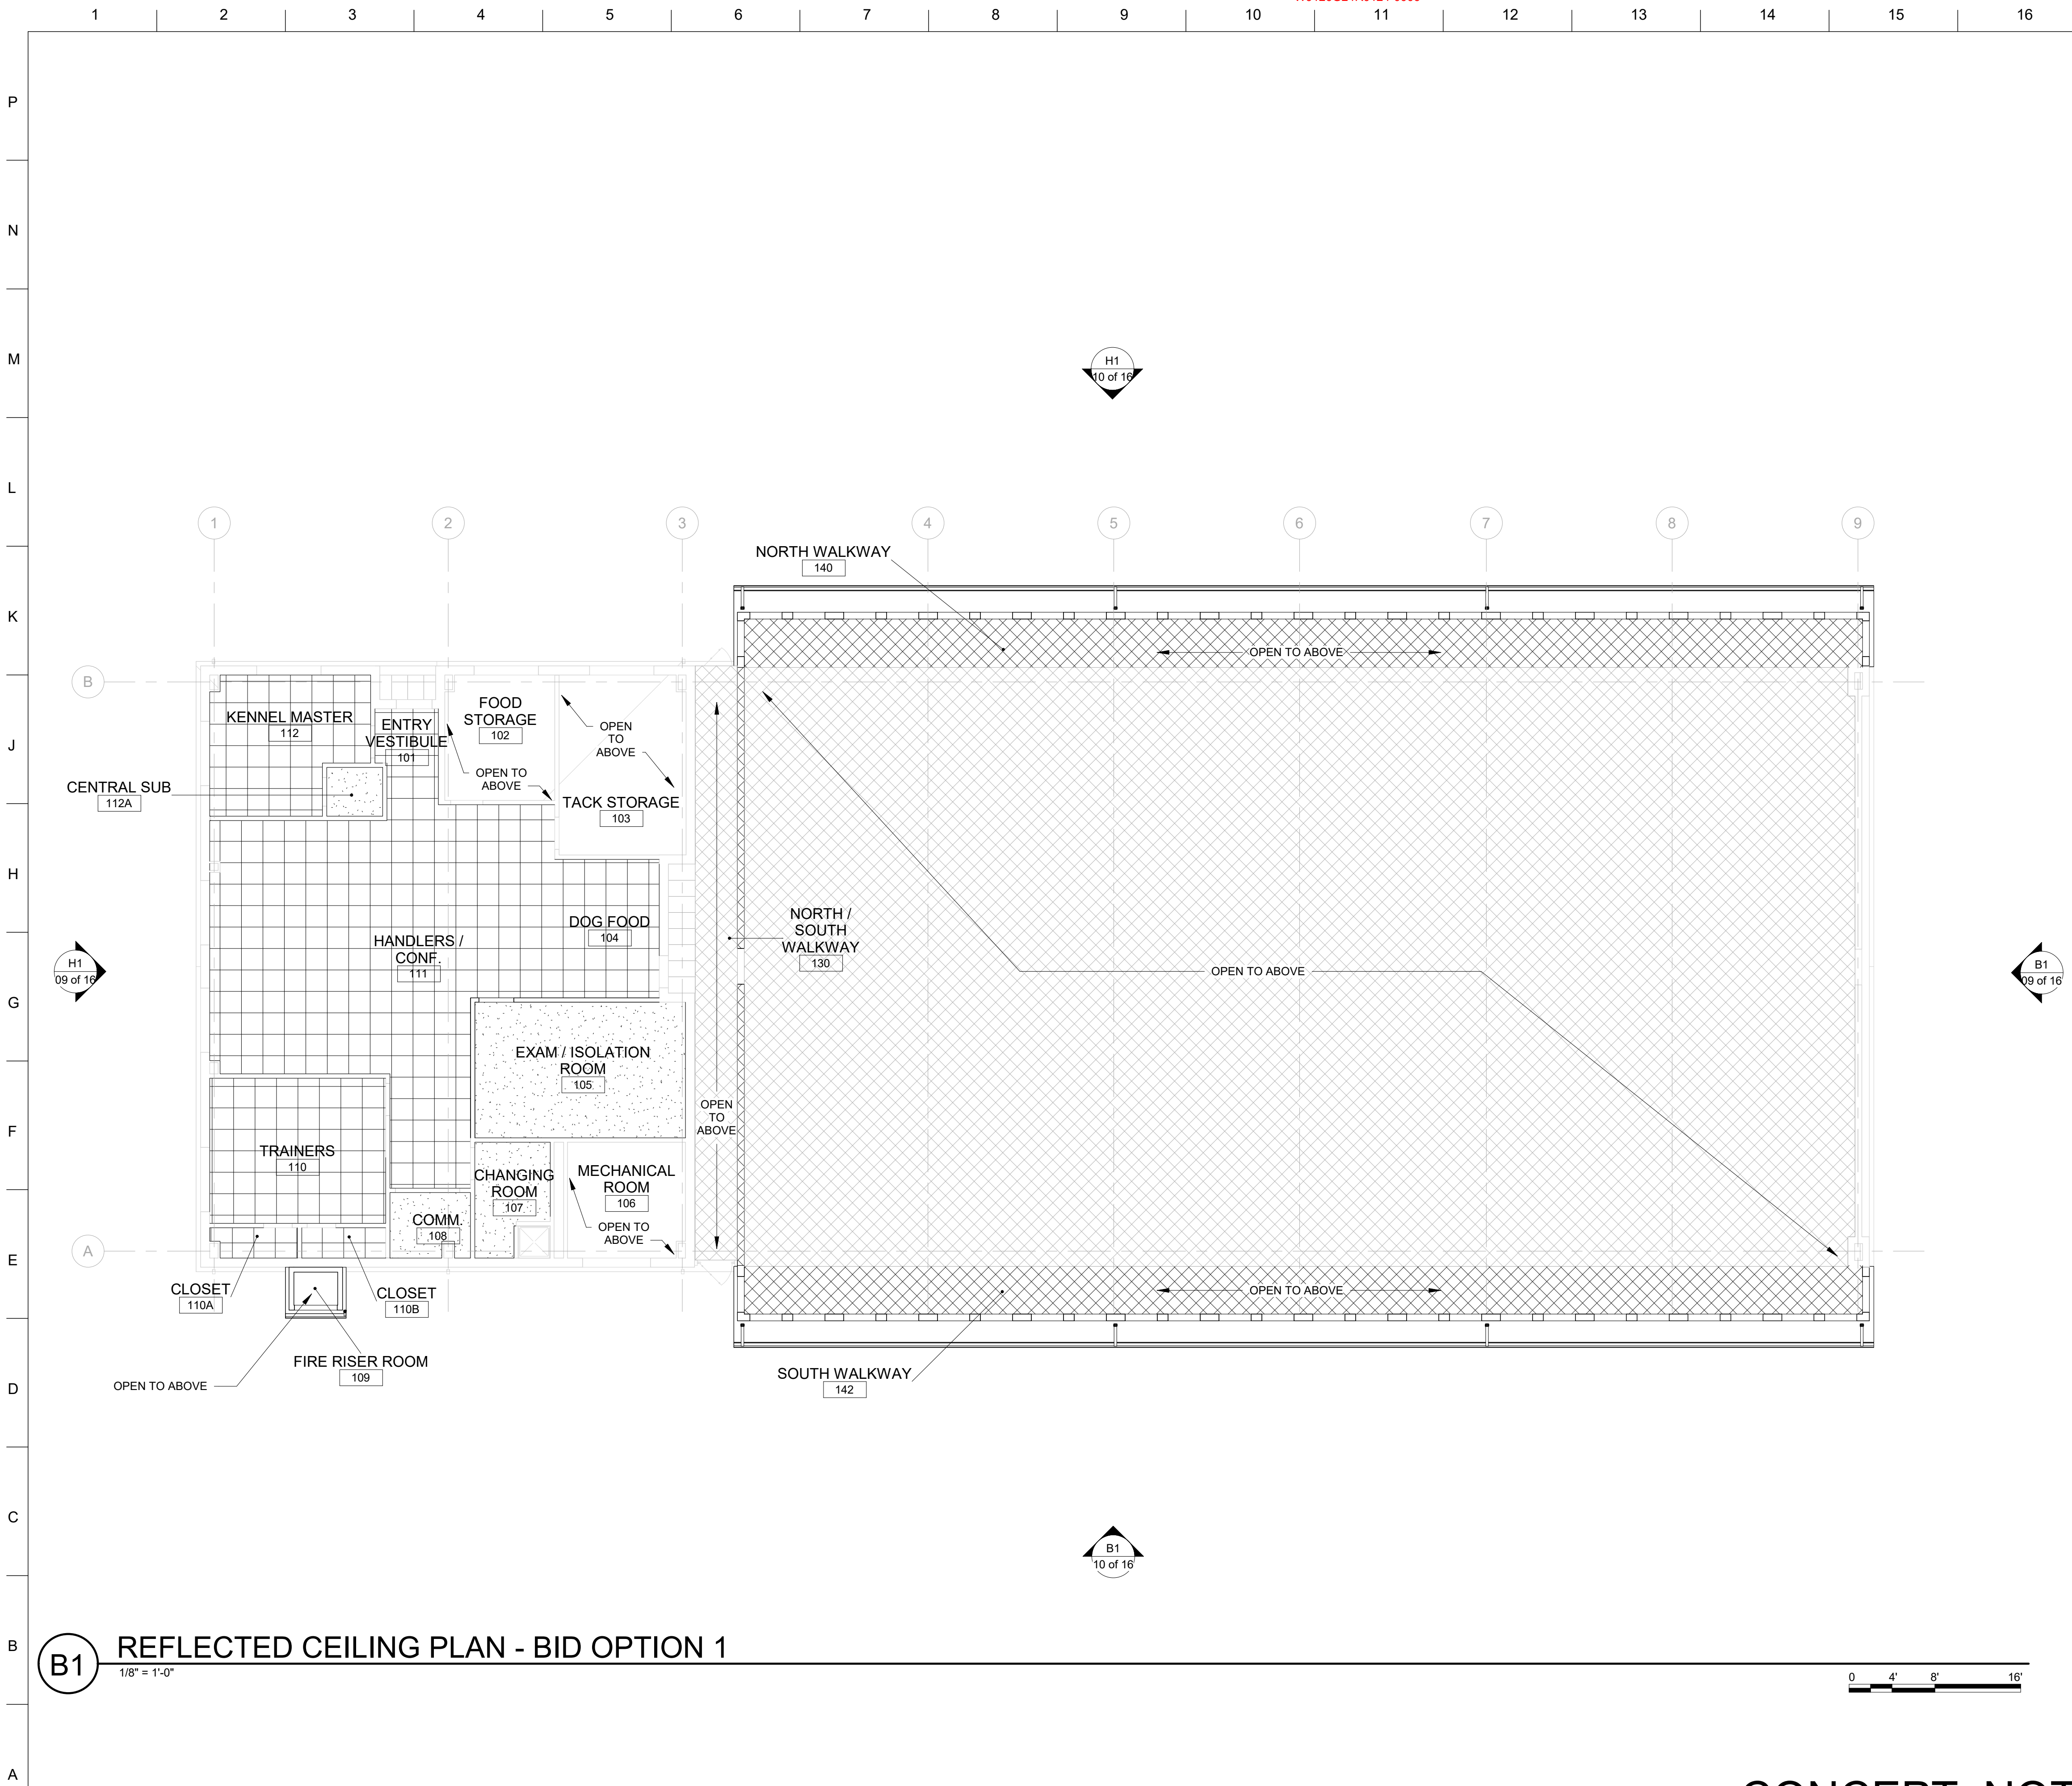 1 2 3 4 5 6 7 8 9 10 11 12 13 14 15 16
P
N
M
L
K
J
H
G
F
E
D
C
B
A
H1
10 of 16
1 2 3 4 5 6 7 8 9
NORTH WALKWAY
140
OPEN TO ABOVE
B
KENNEL MASTER
112
ENTRY
VESTIBULE
101
FOOD
STORAGE
102
OPEN
TO
ABOVE
OPEN TO
ABOVE
CENTRAL SUB
112A
TACK STORAGE
103
DOG FOOD
104
HANDLERS /
CONF.
111
NORTH /
SOUTH
WALKWAY
130
OPEN TO ABOVE
H1
09 of 16
B1
09 of 16
EXAM / ISOLATION
ROOM
105
OPEN
TO
ABOVE
TRAINERS
110
CHANGING
ROOM
107
MECHANICAL
ROOM
106
COMM.
108
OPEN TO
ABOVE
A
CLOSET
110A
CLOSET
110B
OPEN TO ABOVE
FIRE RISER ROOM
109
OPEN TO ABOVE
SOUTH WALKWAY
142
B1
10 of 16
B1
REFLECTED CEILING PLAN - BID OPTION 1
1/8" = 1'-0"
0 4' 8' 16'